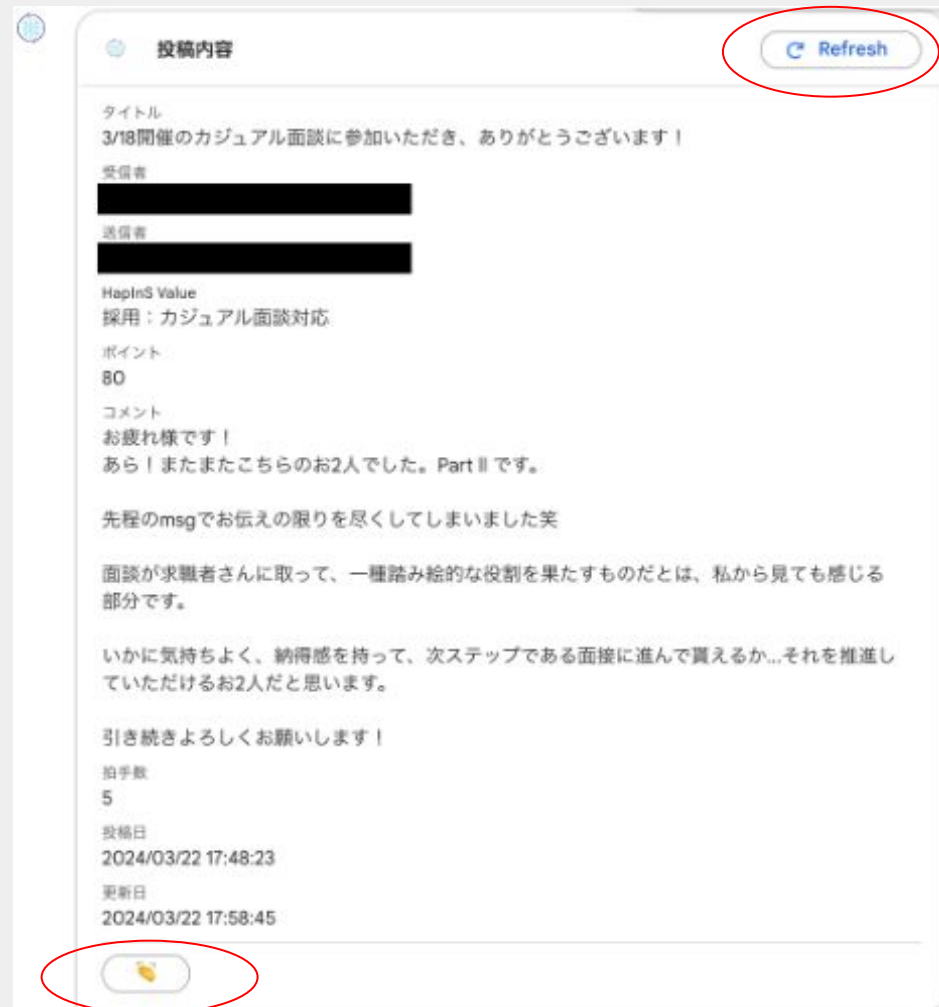 投稿内容
Refresh
タイトル
3/18開催のカジュアル面談に参加いただき、ありがとうございます！
受信者
送信者
HapInS Value
採用：カジュアル面談対応
ポイント
80
コメント
お疲れ様です！
あら！またまたこちらのお2人でした。Part Ⅱ です。
先程のmsgでお伝えの限りを尽くしてしまいました笑
面談が求職者さんに取って、一種踏み絵的な役割を果たすものだとは、私から見ても感じる
部分です。
いかに気持ちよく、納得感を持って、次ステップである面接に進んで貰えるか...それを推進し
ていただけるお2人だと思います。
引き続きよろしくお願いします！
拍手数
5
投稿日
2024/03/22 17:48:23
更新日
2024/03/22 17:58:45